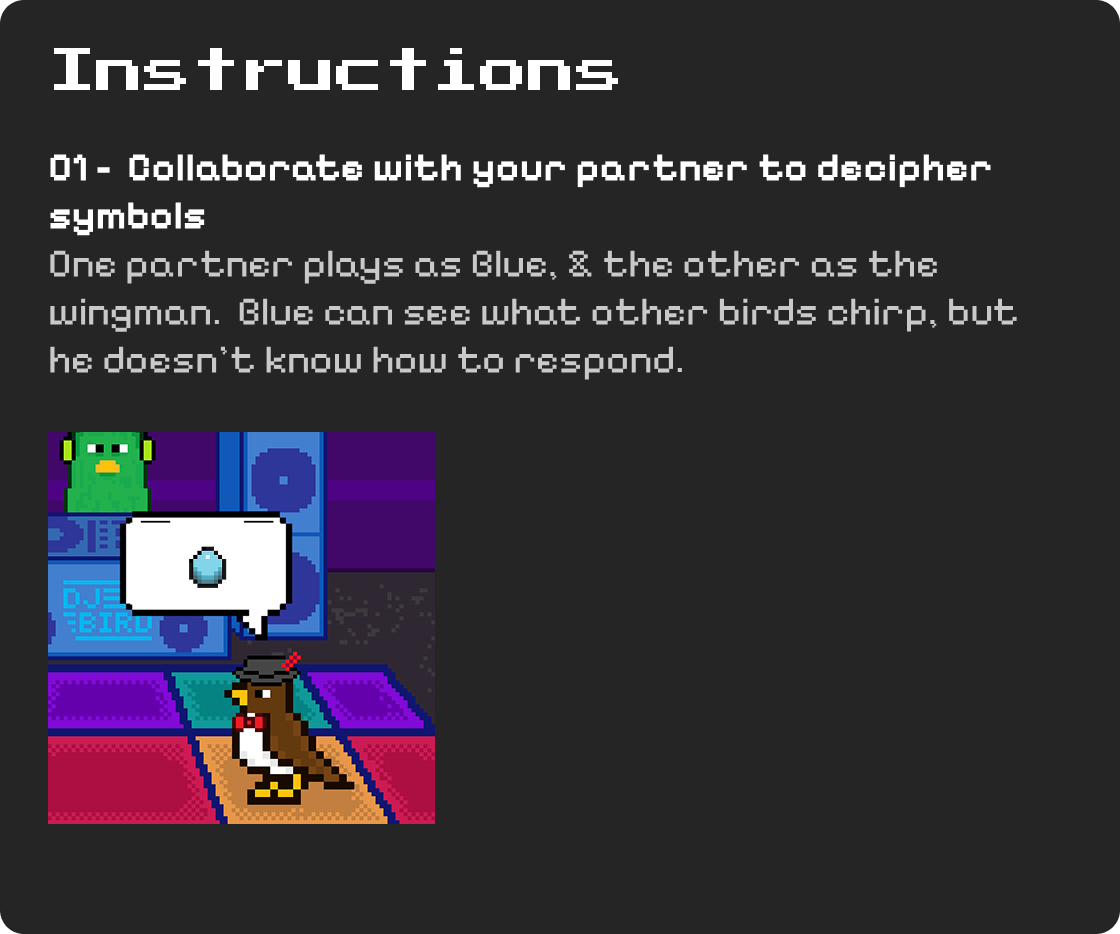 Instructions
01 - Collaborate with your partner to decipher
symbols
One partner plays as Blue, & the other as the
wingman. Blue can see what other birds chirp, but
he doesn't know how to respond.
DJ
BIRD